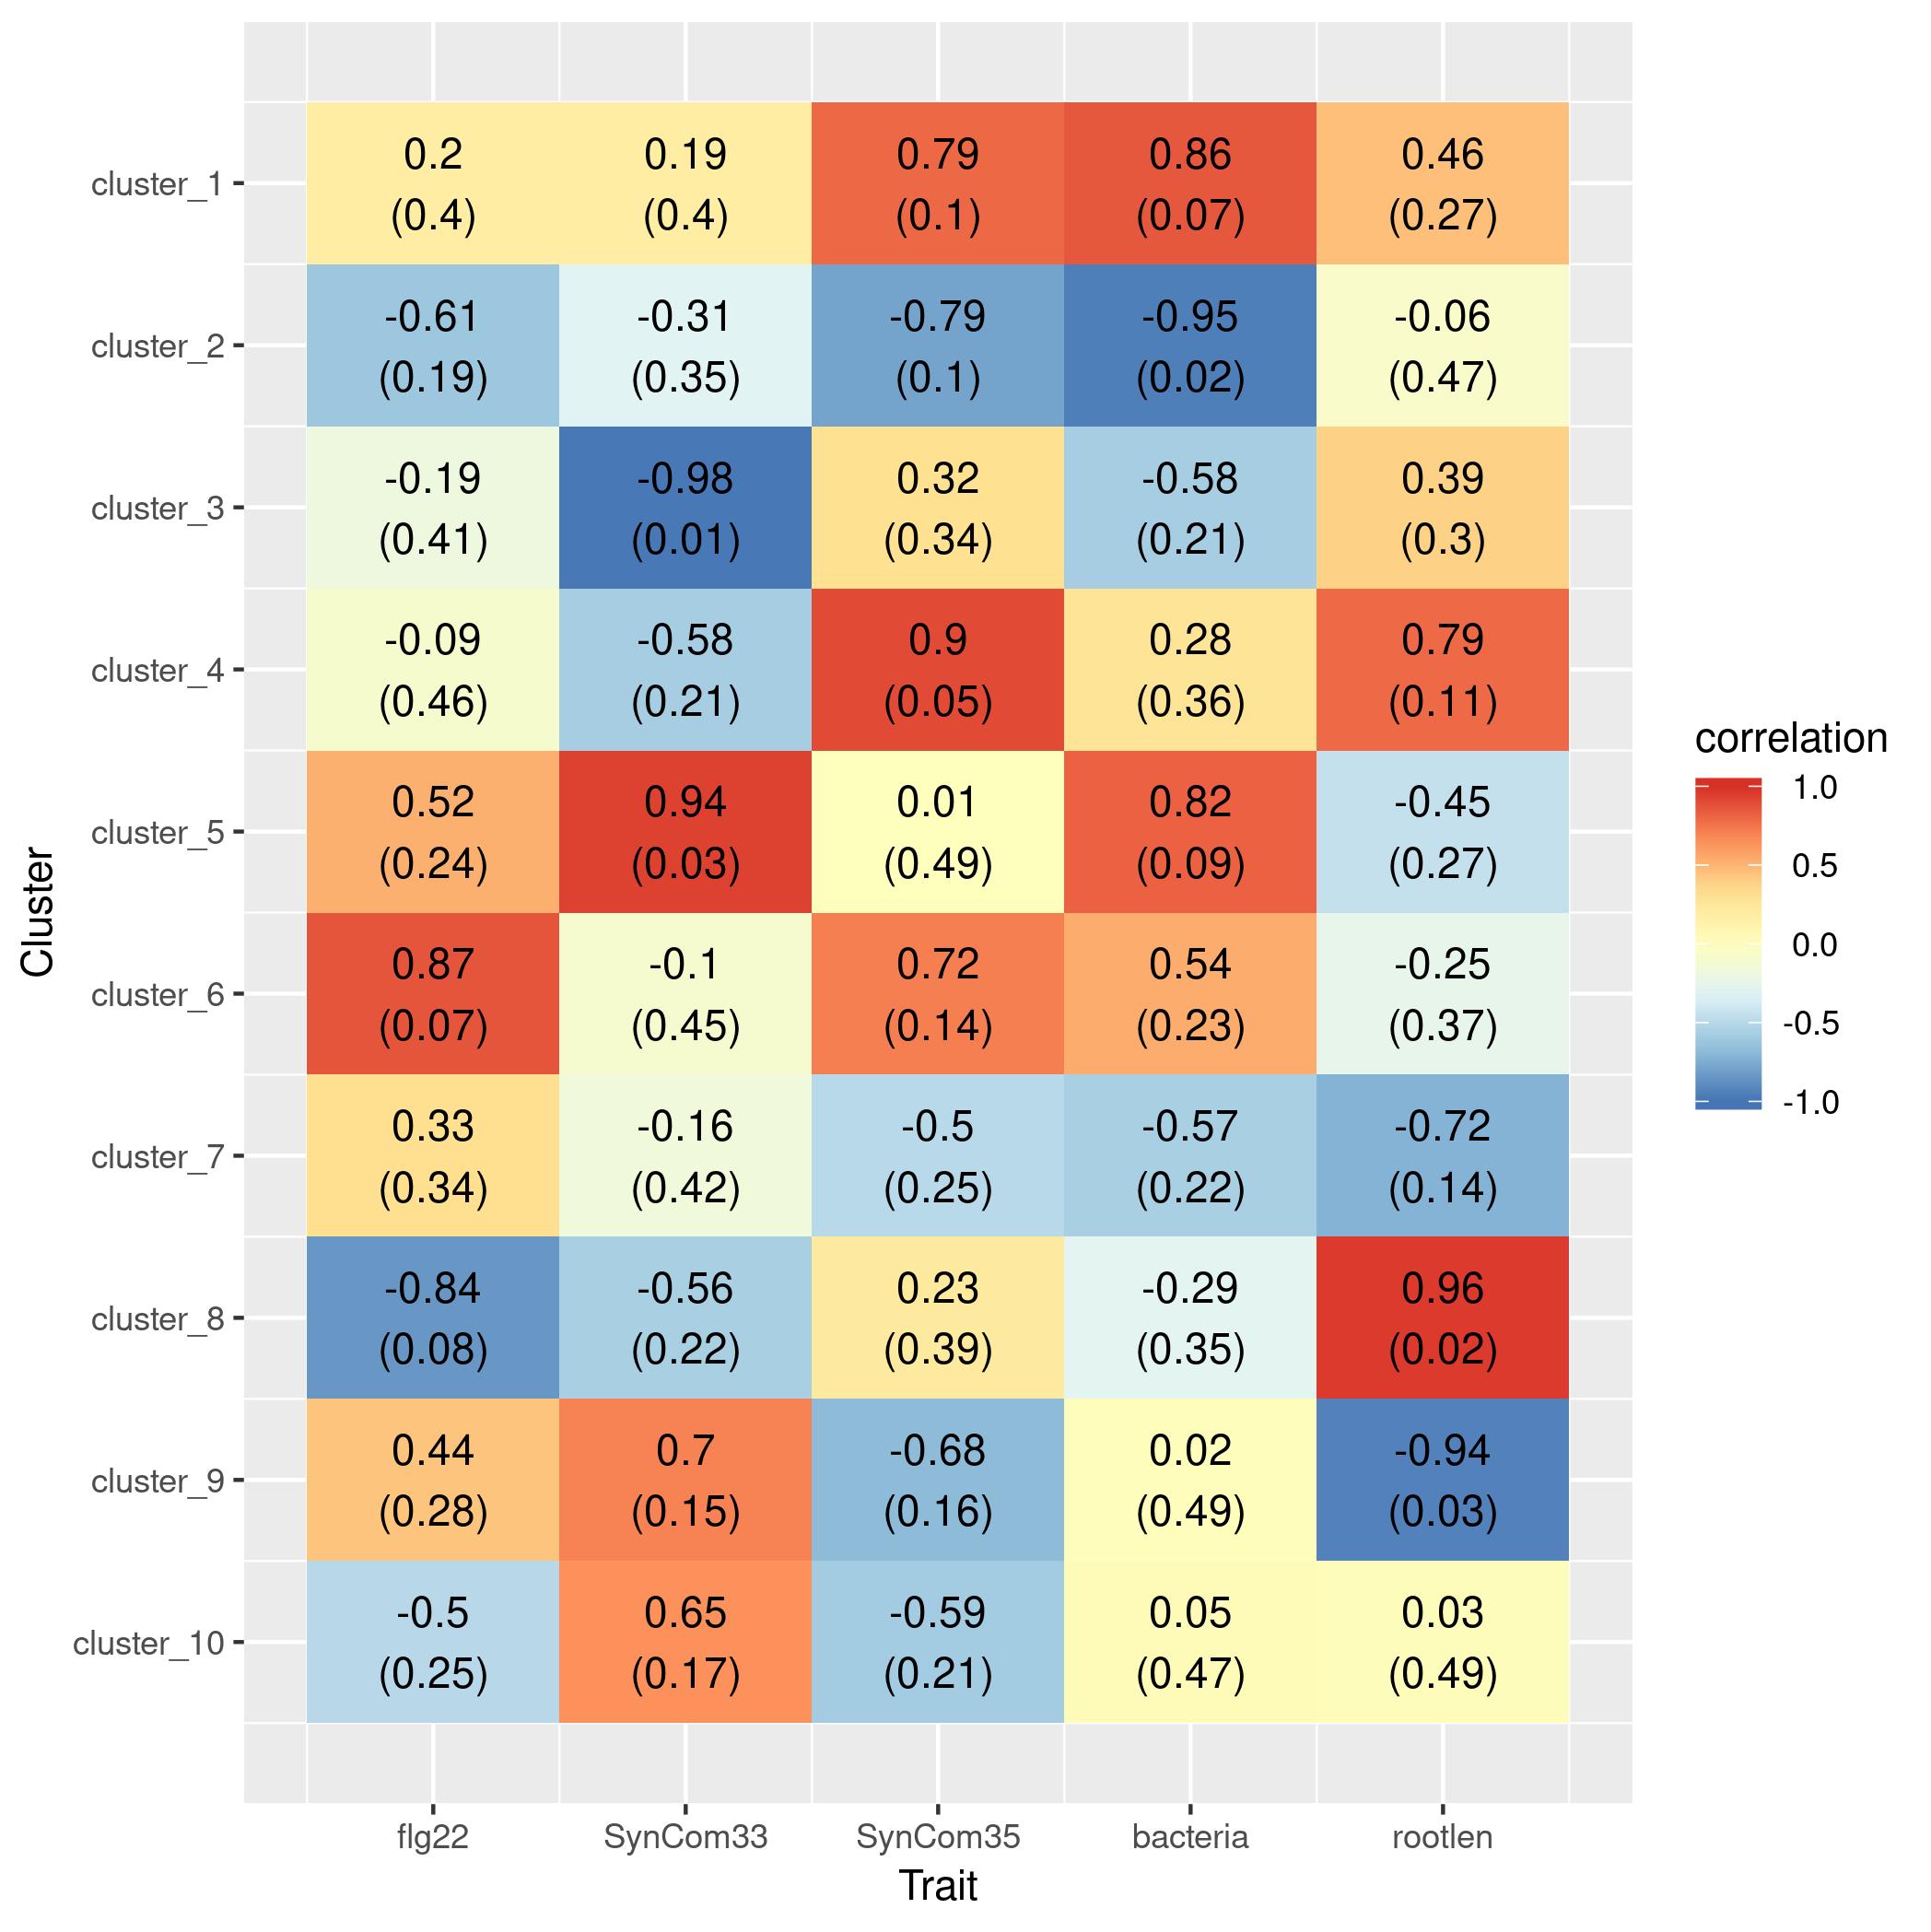 cluster_1
0.2 0.19 0.79 0.86 0.46
(0.4) (0.4) (0.1) (0.07) (0.27)
cluster_2
-0.61 -0.31 -0.79 -0.95 -0.06
(0.19) (0.35) (0.1) (0.02) (0.47)
cluster_3
-0.19 -0.98 0.32 -0.58 0.39
(0.41) (0.01) (0.34) (0.21) (0.3)
cluster_4
-0.09 -0.58 0.9 0.28 0.79
(0.46) (0.21) (0.05) (0.36) (0.11)
cluster_5
0.52 0.94 0.01 0.82 -0.45
(0.24) (0.03) (0.49) (0.09) (0.27)
cluster_6
0.87 -0.1 0.72 0.54 -0.25
(0.07) (0.45) (0.14) (0.23) (0.37)
cluster_7
0.33 -0.16 -0.5 -0.57 -0.72
(0.34) (0.42) (0.25) (0.22) (0.14)
cluster_8
-0.84 -0.56 0.23 -0.29 0.96
(0.08) (0.22) (0.39) (0.35) (0.02)
cluster_9
0.44 0.7 -0.68 0.02 -0.94
(0.28) (0.15) (0.16) (0.49) (0.03)
cluster_10
-0.5 0.65 -0.59 0.05 0.03
(0.25) (0.17) (0.21) (0.47) (0.49)
flg22 SynCom33 SynCom35 bacteria rootlen
Trait
Cluster
correlation
1.0
0.5
0.0
-0.5
-1.0